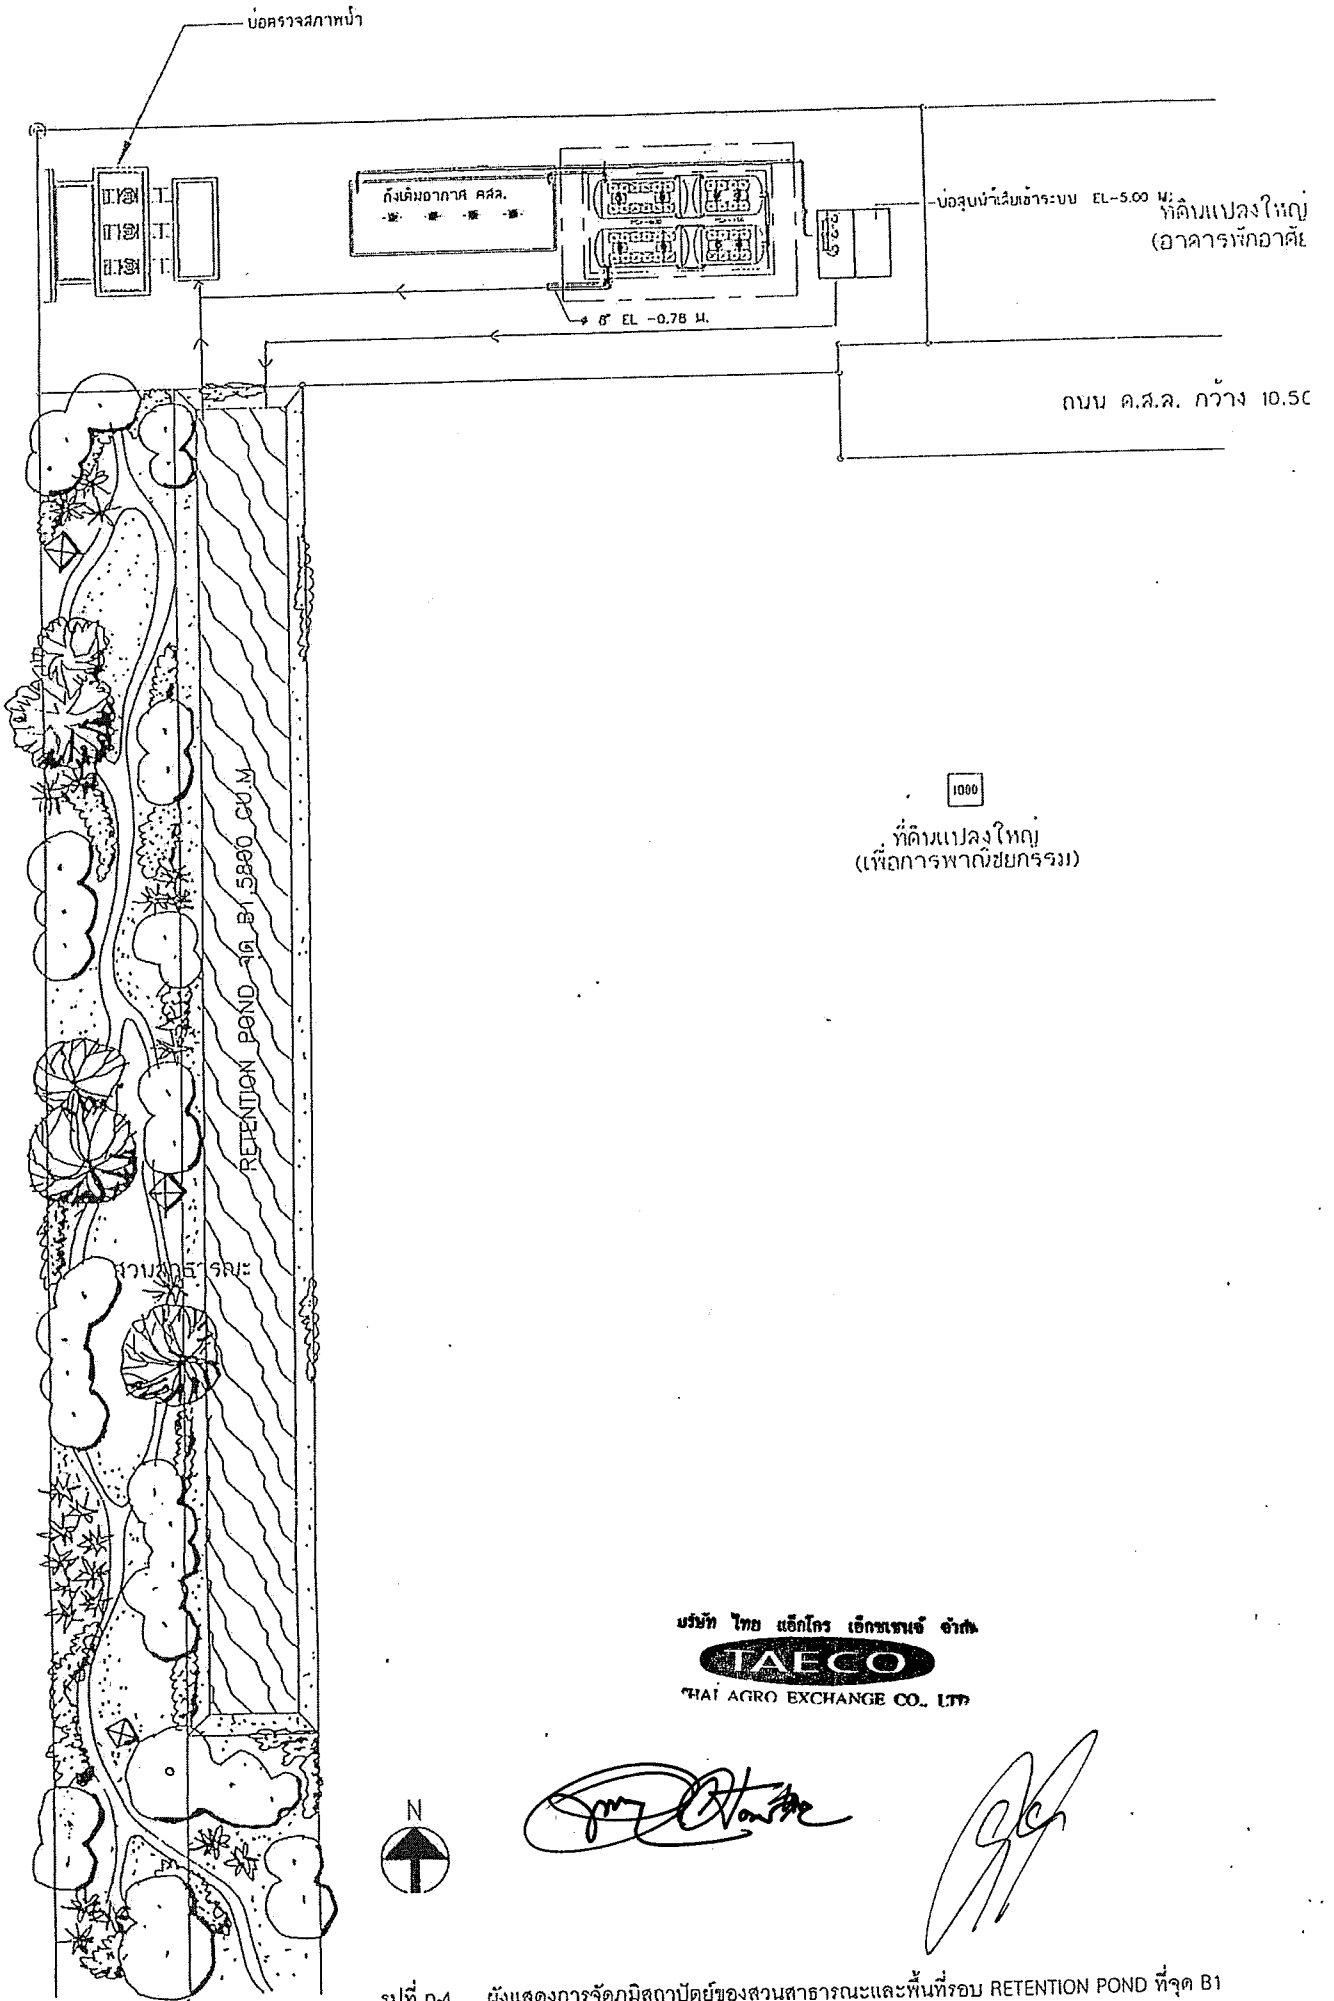 บ่อตรวจสภาพน้ำ
ถังเติมอากาศ คสล.
บ่อสูบน้ำเสียเข้าระบบ EL-5.00 ม.
ที่ดินแปลงใหญ่
(อาคารพักอาศัย
8" EL -0.78 ม.
ถนน ค.ส.ล. กว้าง 10.50
RETENTION POND จุด B1 5800 CU.M
1000
ที่ดินแปลงใหญ่
(เพื่อการพาณิชยกรรม)
สวนสาธารณะ
บริษัท ไทย แอ็กโกร เอ็กซเชนจ์ จำกัด
TAECO
THAI AGRO EXCHANGE CO., LTD
N
ผังแสดงการจัดภูมิสถาปัตย์ของสวนสาธารณะและพื้นที่รอบ RETENTION POND ที่จุด B1